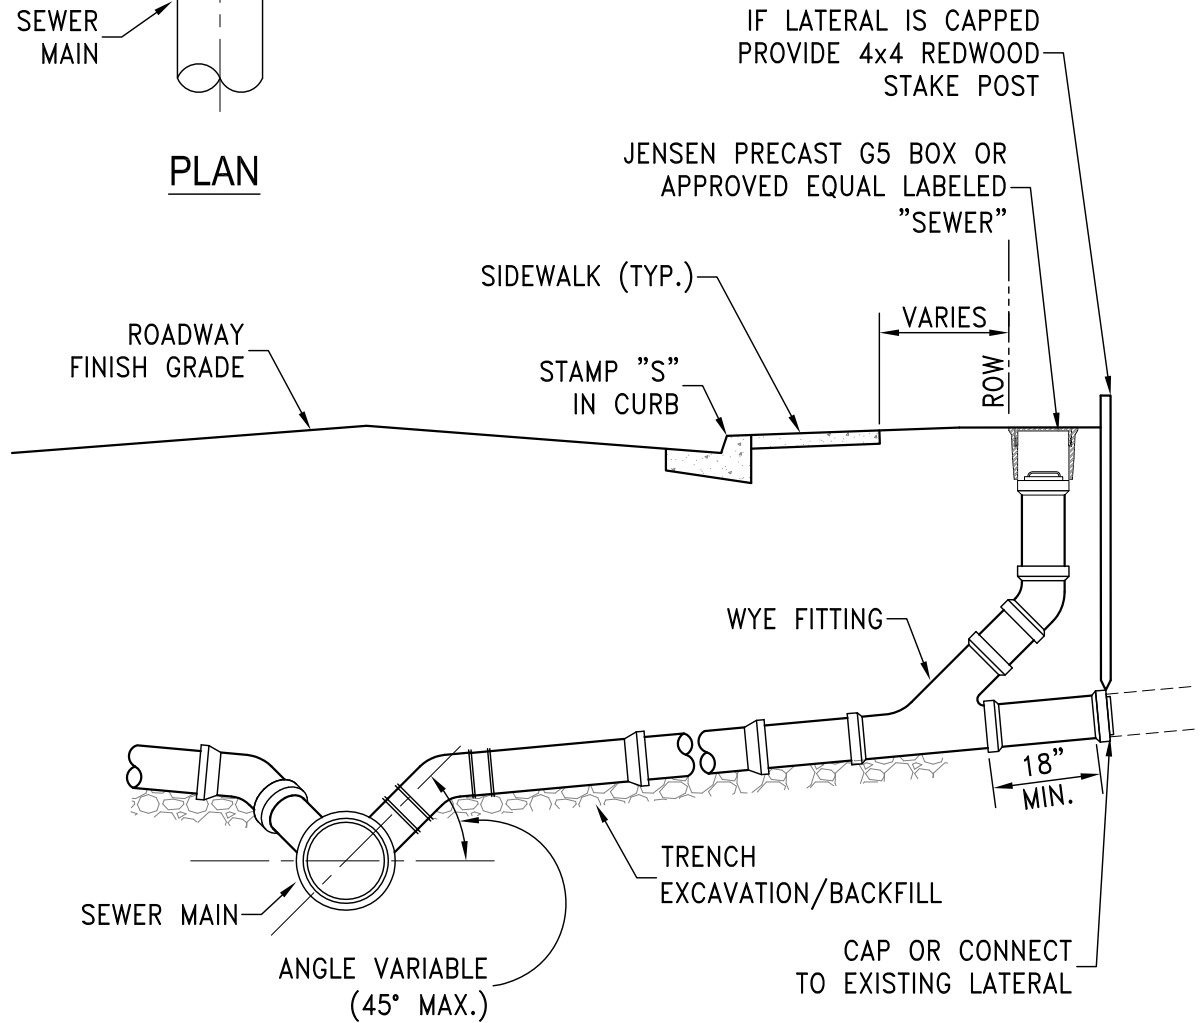 SEWER
MAIN
IF LATERAL IS CAPPED
PROVIDE 4x4 REDWOOD
STAKE POST
PLAN
JENSEN PRECAST G5 BOX OR
APPROVED EQUAL LABELED
"SEWER"
SIDEWALK (TYP.)
VARIES
ROADWAY
FINISH GRADE
STAMP "S"
IN CURB
ROW
WYE FITTING
18"
MIN.
TRENCH
EXCAVATION/BACKFILL
SEWER MAIN
CAP OR CONNECT
TO EXISTING LATERAL
ANGLE VARIABLE
(45° MAX.)